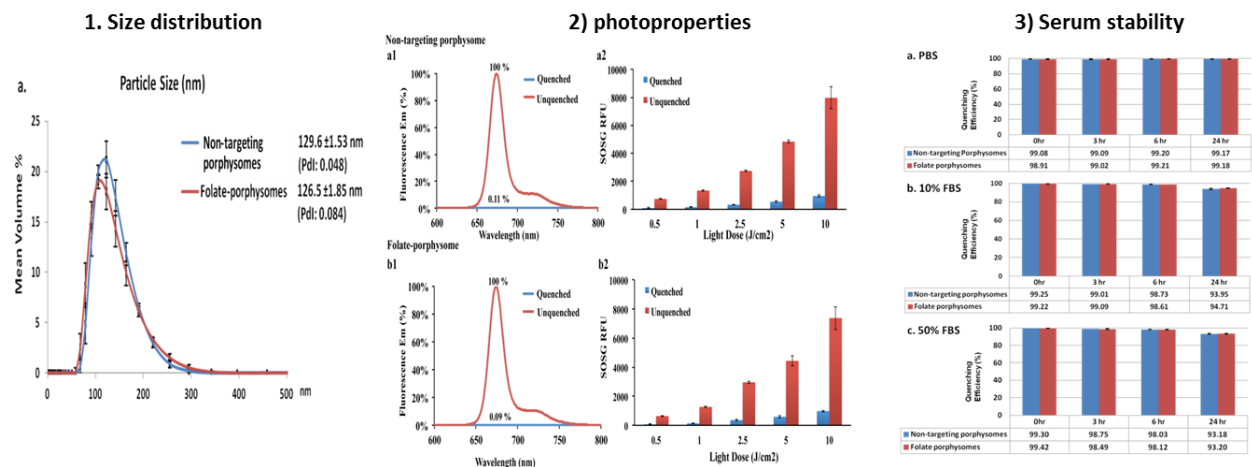 1. Size distribution
a.
Particle Size (nm)
Mean Volume %
25
20
15
10
5
0
0 100 200 300 400 500 nm
Non-targeting porphysomes
129.6 ±1.53 nm
(PdI: 0.048)
Folate-porphysomes
126.5 ±1.85 nm
(PdI: 0.084)
2) photoproperties
Non-targeting porphysome
a1
Fluorescence Em (%)
100%
80%
60%
40%
20%
0%
100 %
0.11 %
Quenched
Unquenched
600 650 700 750 800
Wavelength (nm)
a2
SOSG RFU
10000
8000
6000
4000
2000
0
Quenched
Unquenched
0.5 1 2.5 5 10
Light Dose (J/cm2)
Folate-porphysome
b1
Fluorescence Em (%)
100%
80%
60%
40%
20%
0%
100 %
0.09 %
Quenched
Unquenched
600 650 700 750 800
Wavelength (nm)
b2
SOSG RFU
10000
8000
6000
4000
2000
0
Quenched
Unquenched
0.5 1 2.5 5 10
Light Dose (J/cm2)
3) Serum stability
a. PBS
Quenching
Efficiency (%)
100
80
60
40
20
0
0hr 3 hr 6 hr 24 hr
Non-targeting Porphysomes 99.08 99.09 99.20 99.17
Folate porphysomes 98.91 99.02 99.21 99.18
b. 10% FBS
Quenching
Efficiency (%)
100
80
60
40
20
0
0hr 3 hr 6 hr 24 hr
Non-targeting porphysomes 99.25 99.01 98.73 93.95
Folate porphysomes 99.22 99.09 98.61 94.71
c. 50% FBS
Quenching
Efficiency (%)
100
80
60
40
20
0
0hr 3 hr 6 hr 24 hr
Non-targeting porphysomes 99.30 98.75 98.03 93.18
Folate porphysomes 99.42 98.49 98.12 93.20